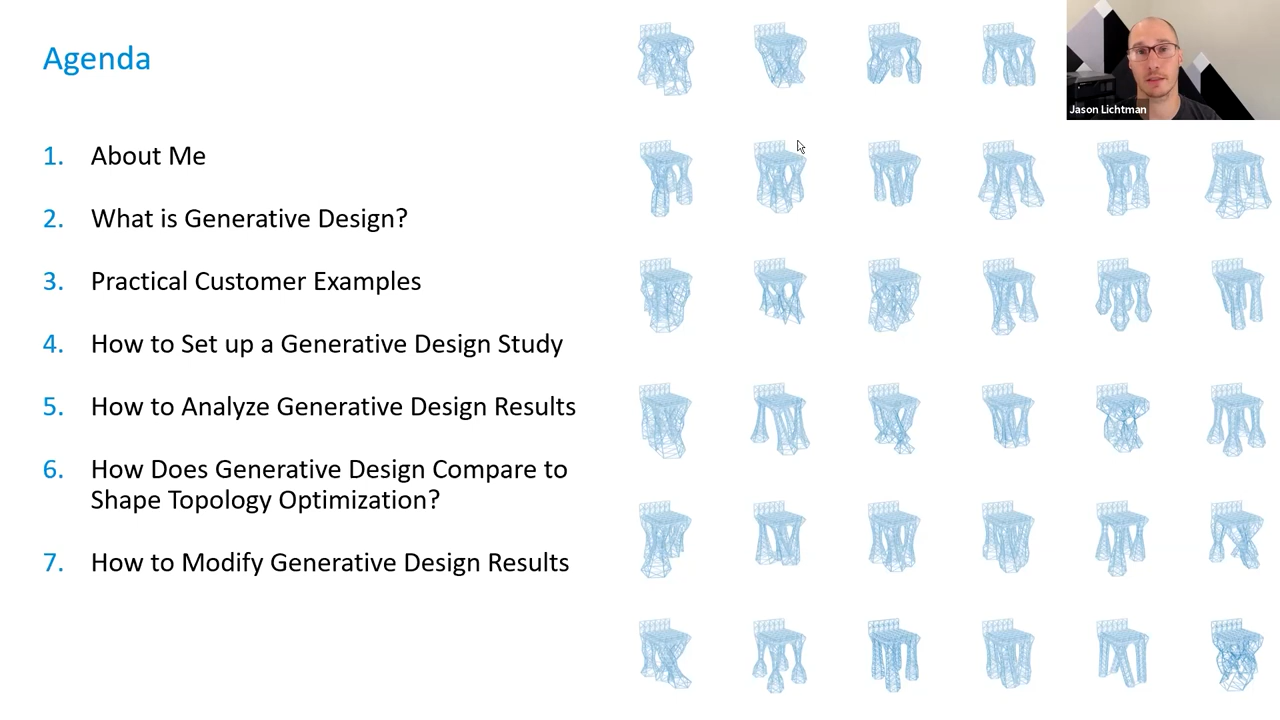 Agenda
Jason Lichtman
1. About Me
2. What is Generative Design?
3. Practical Customer Examples
4. How to Set up a Generative Design Study
5. How to Analyze Generative Design Results
6. How Does Generative Design Compare to
Shape Topology Optimization?
7. How to Modify Generative Design Results